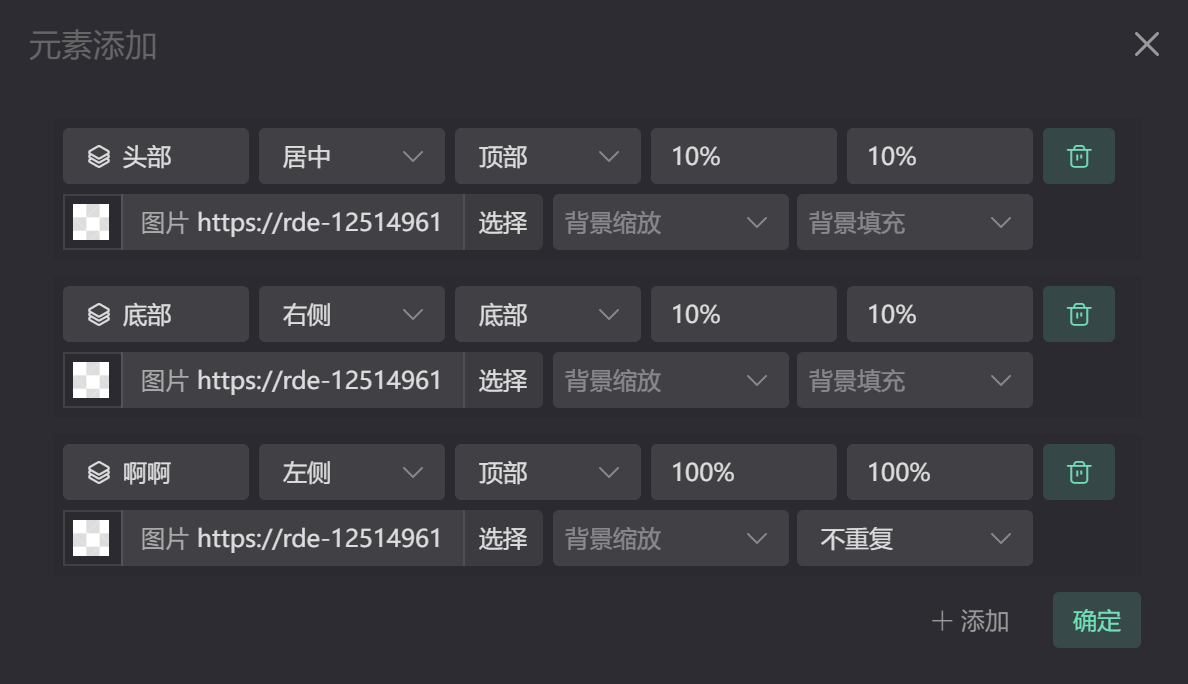 元素添加
头部 居中 顶部 10% 10%
图片 https://rde-12514961 选择 背景缩放 背景填充
底部 右侧 底部 10% 10%
图片 https://rde-12514961 选择 背景缩放 背景填充
啊啊 左侧 顶部 100% 100%
图片 https://rde-12514961 选择 背景缩放 不重复
添加 确定